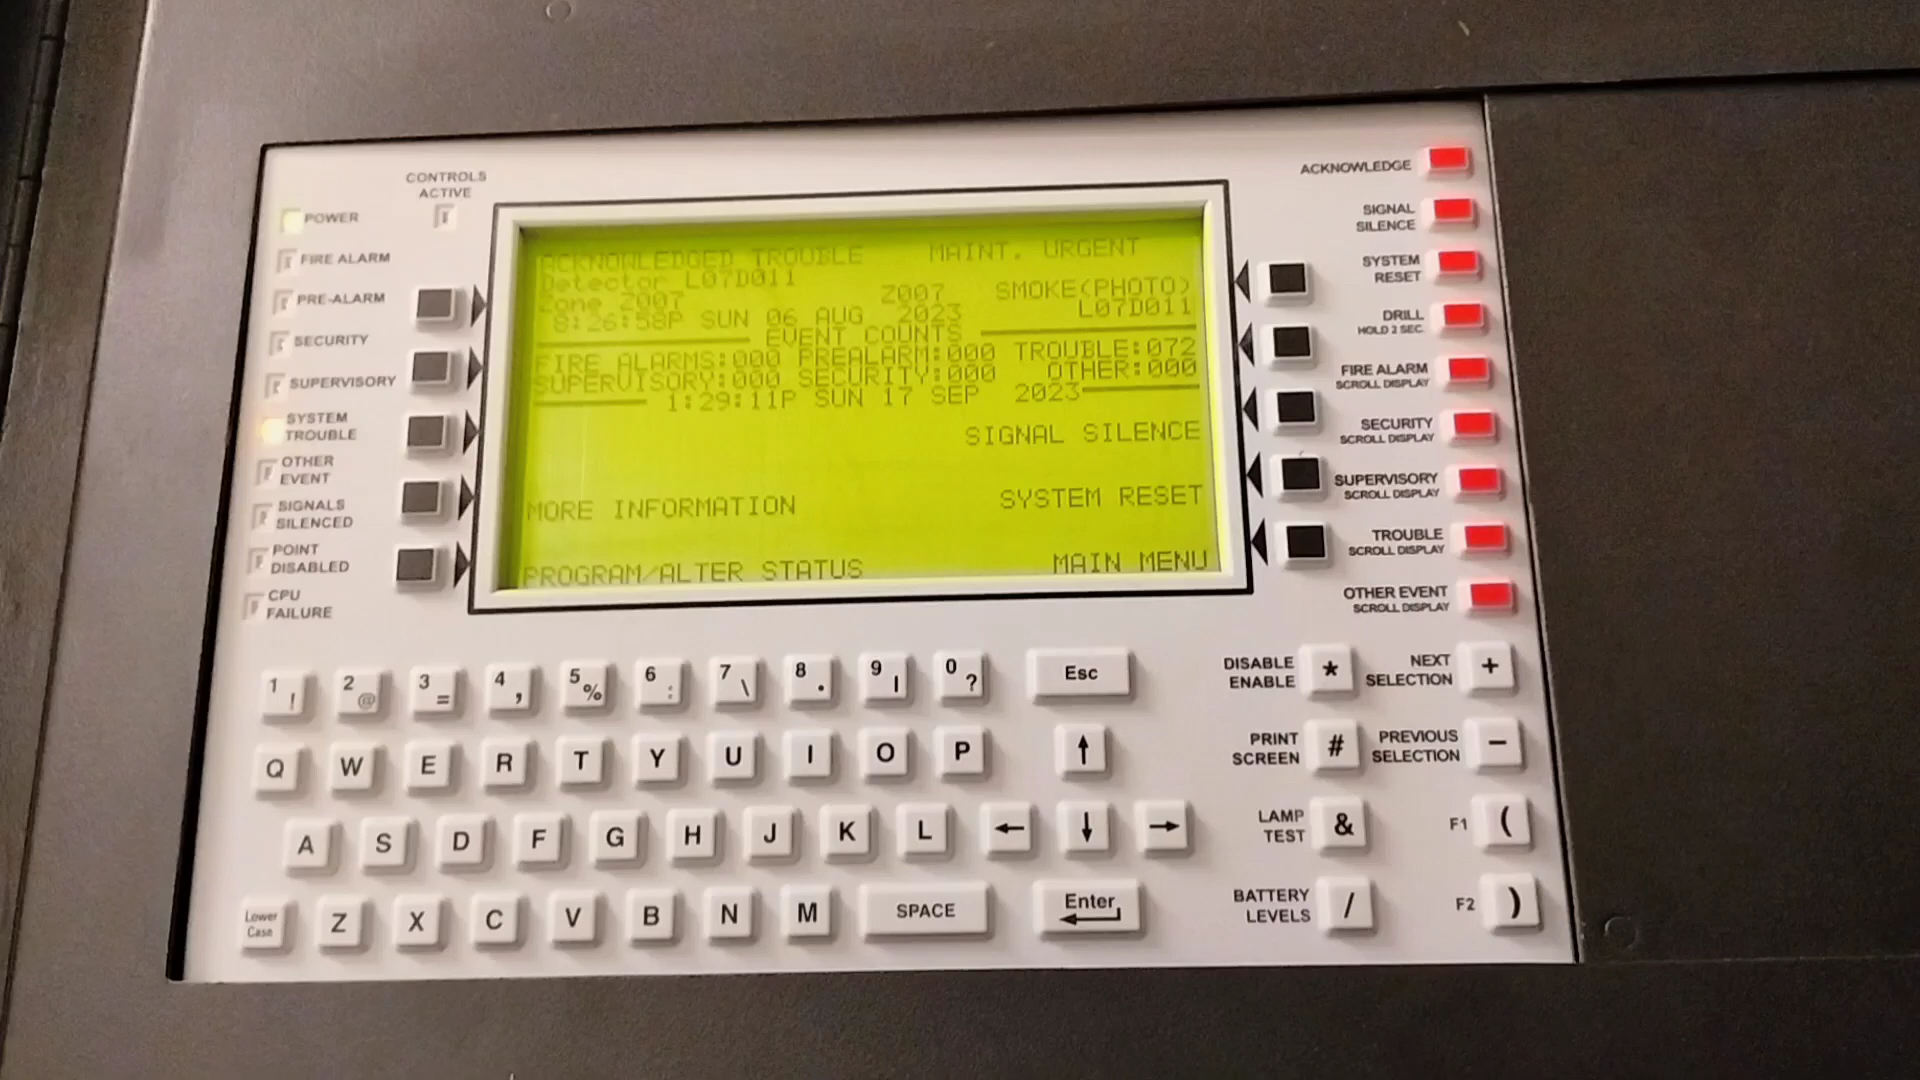 CONTROLS
ACTIVE
POWER
FIRE ALARM
PRE-ALARM
SECURITY
SUPERVISORY
SYSTEM
TROUBLE
OTHER
EVENT
SIGNALS
SILENCED
POINT
DISABLED
CPU
FAILURE
ACKNOWLEDGED TROUBLE MAINT. URGENT
Detector L07D011
Zone Z007 Z007 SMOKE(PHOTO)
8:26:58P SUN 06 AUG 2023 L07D011
EVENT COUNTS
FIRE ALARMS:000 PREALARM:000 TROUBLE:072
SUPERVISORY:000 SECURITY:000 OTHER:000
1:29:11P SUN 17 SEP 2023
SIGNAL SILENCE
MORE INFORMATION SYSTEM RESET
PROGRAM/ALTER STATUS MAIN MENU
ACKNOWLEDGE
SIGNAL
SILENCE
SYSTEM
RESET
DRILL
HOLD 2 SEC.
FIRE ALARM
SCROLL DISPLAY
SECURITY
SCROLL DISPLAY
SUPERVISORY
SCROLL DISPLAY
TROUBLE
SCROLL DISPLAY
OTHER EVENT
SCROLL DISPLAY
1 ! 2 @ 3 = 4 , 5 % 6 : 7 \ 8 . 9 | 0 ? Esc
Q W E R T Y U I O P ↑
A S D F G H J K L ← ↓ →
Lower
Case
Z X C V B N M SPACE Enter
DISABLE
ENABLE
*
NEXT
SELECTION
+
PRINT
SCREEN
#
PREVIOUS
SELECTION
−
LAMP
TEST
&
F1 (
BATTERY
LEVELS
/
F2 )